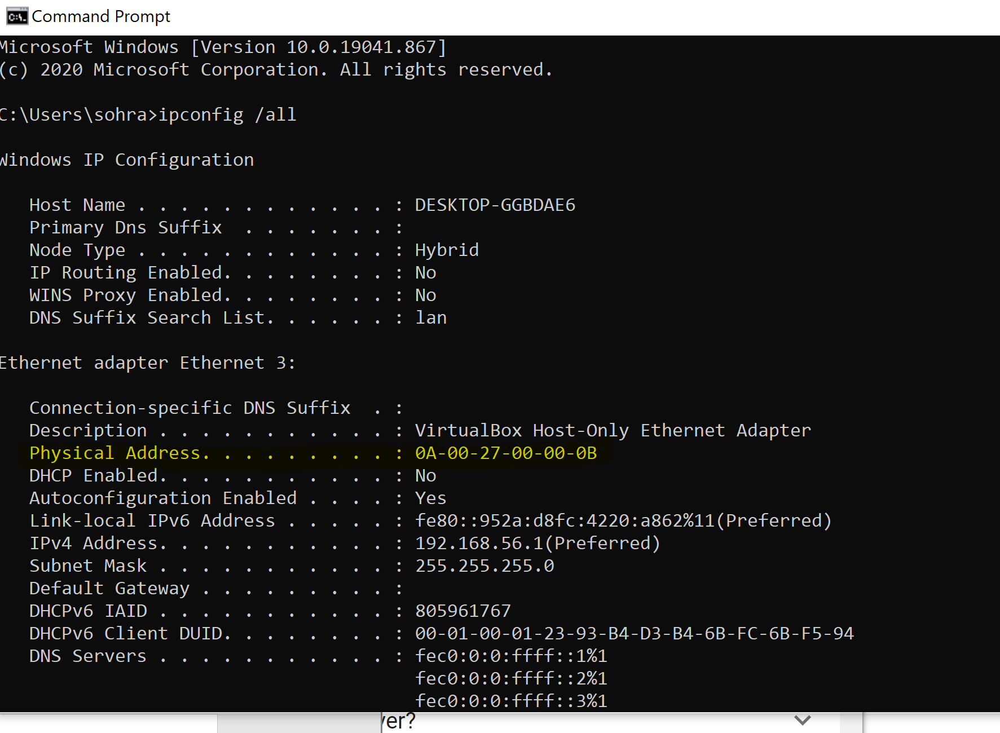 Command Prompt
Microsoft Windows [Version 10.0.19041.867]
(c) 2020 Microsoft Corporation. All rights reserved.
C:\Users\sohra>ipconfig /all
Windows IP Configuration
Host Name . . . . . . . . . . . . : DESKTOP-GGBDAE6
Primary Dns Suffix  . . . . . . . :
Node Type . . . . . . . . . . . . : Hybrid
IP Routing Enabled. . . . . . . . : No
WINS Proxy Enabled. . . . . . . . : No
DNS Suffix Search List. . . . . . : lan
Ethernet adapter Ethernet 3:
Connection-specific DNS Suffix  . :
Description . . . . . . . . . . . : VirtualBox Host-Only Ethernet Adapter
Physical Address. . . . . . . . . : 0A-00-27-00-00-0B
DHCP Enabled. . . . . . . . . . . : No
Autoconfiguration Enabled . . . . : Yes
Link-local IPv6 Address . . . . . : fe80::952a:d8fc:4220:a862%11(Preferred)
IPv4 Address. . . . . . . . . . . : 192.168.56.1(Preferred)
Subnet Mask . . . . . . . . . . . : 255.255.255.0
Default Gateway . . . . . . . . . :
DHCPv6 IAID . . . . . . . . . . . : 805961767
DHCPv6 Client DUID. . . . . . . . : 00-01-00-01-23-93-B4-D3-B4-6B-FC-6B-F5-94
DNS Servers . . . . . . . . . . . : fec0:0:0:ffff::1%1
fec0:0:0:ffff::2%1
fec0:0:0:ffff::3%1